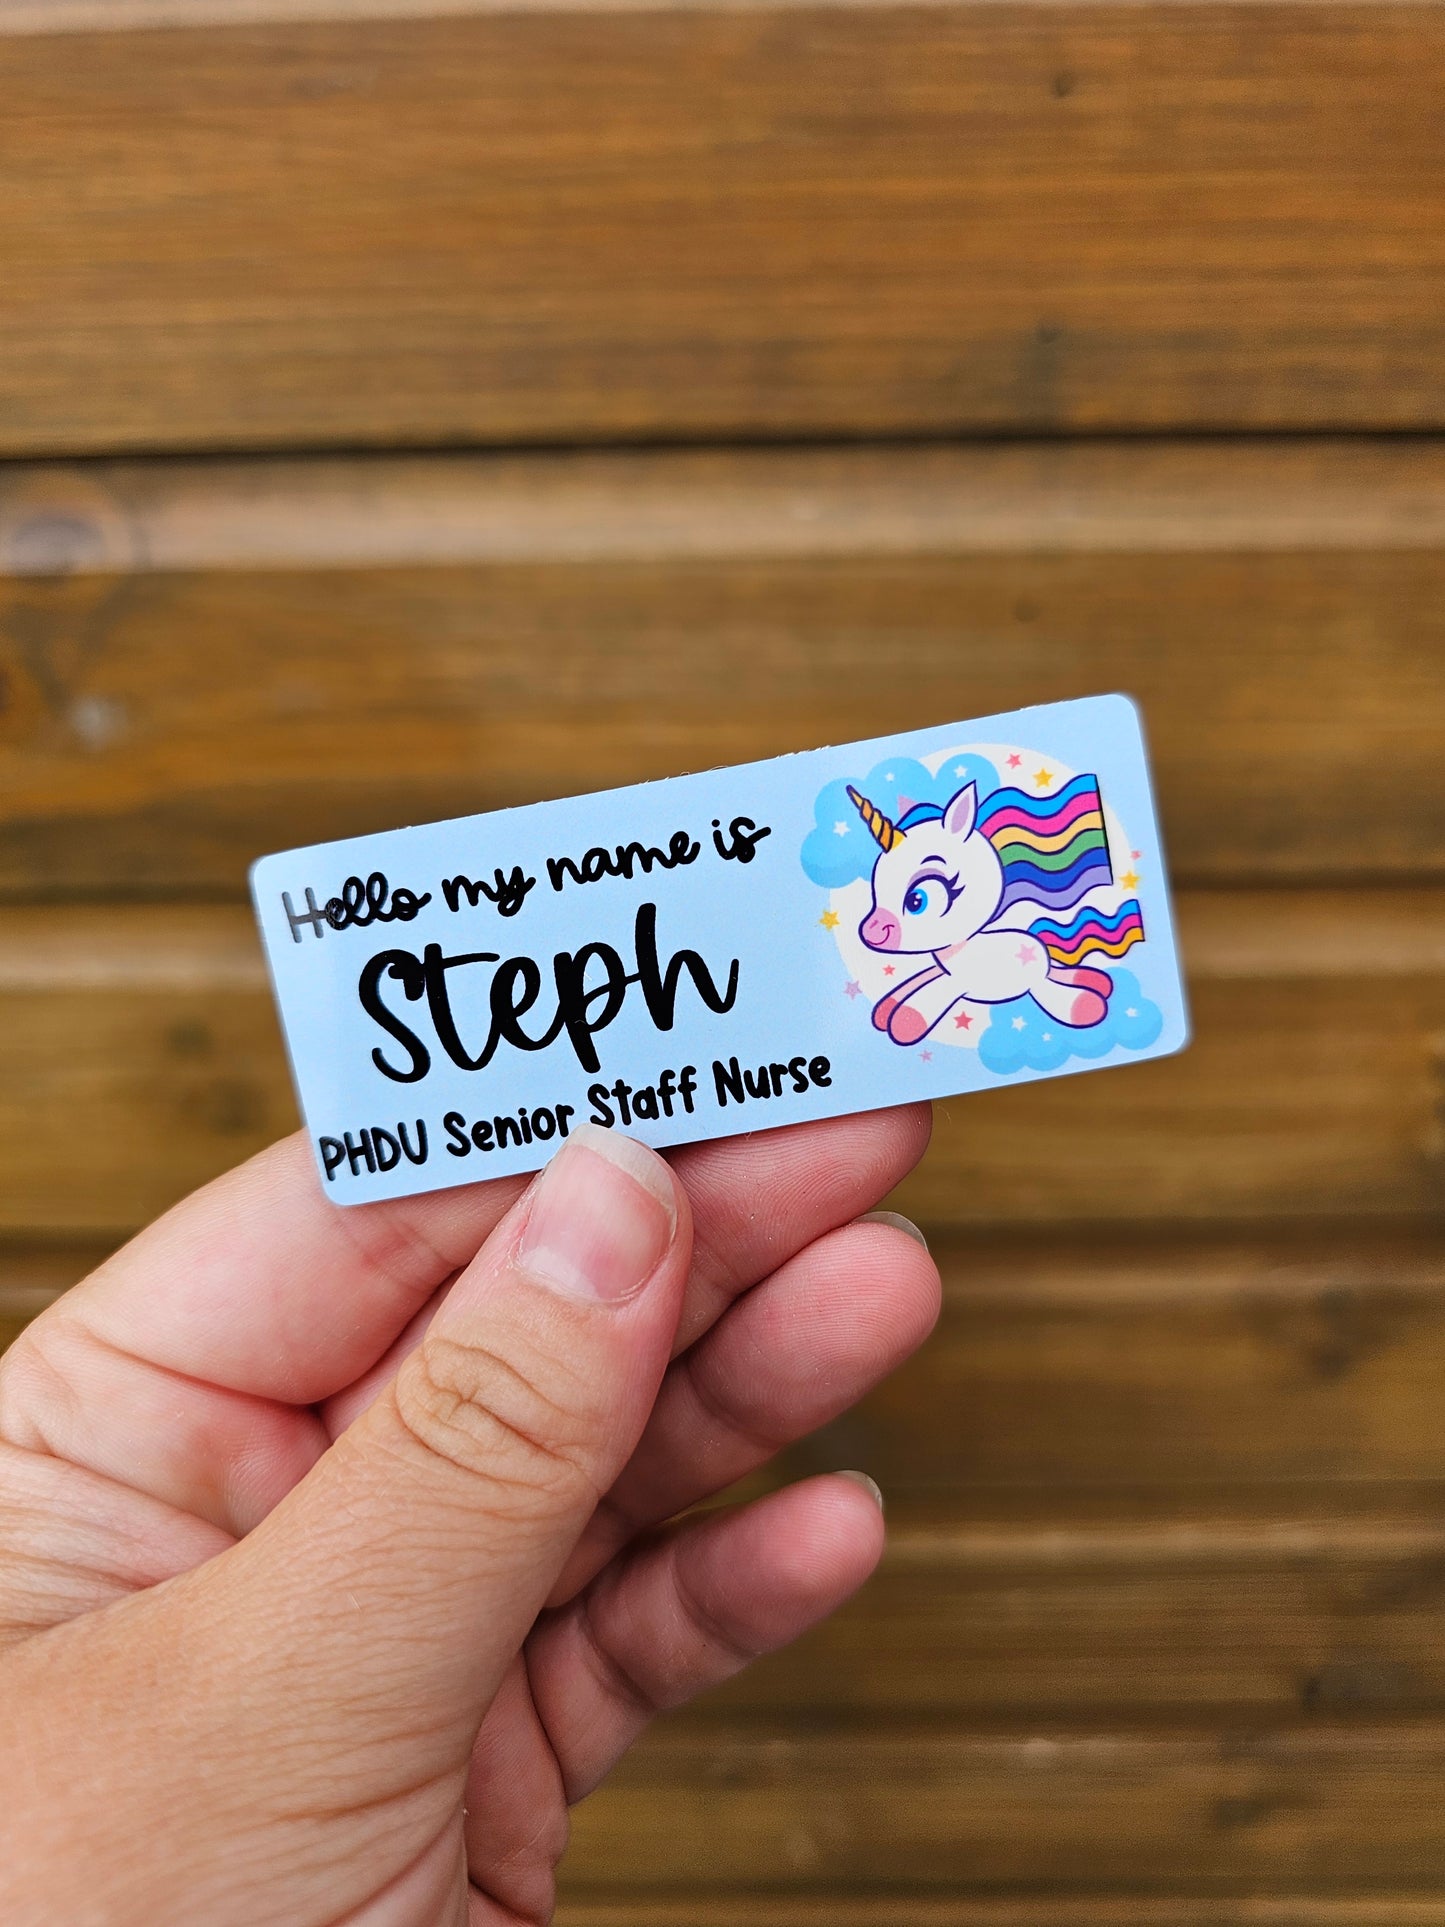 Hello my name is
Steph
PHDU Senior Staff Nurse